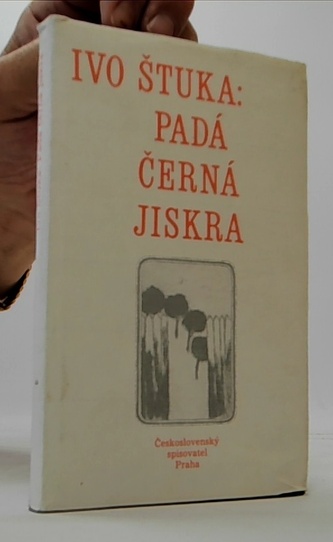 IVO ŠTUKA:
PADÁ
ČERNÁ
JISKRA
Československý
spisovatel
Praha